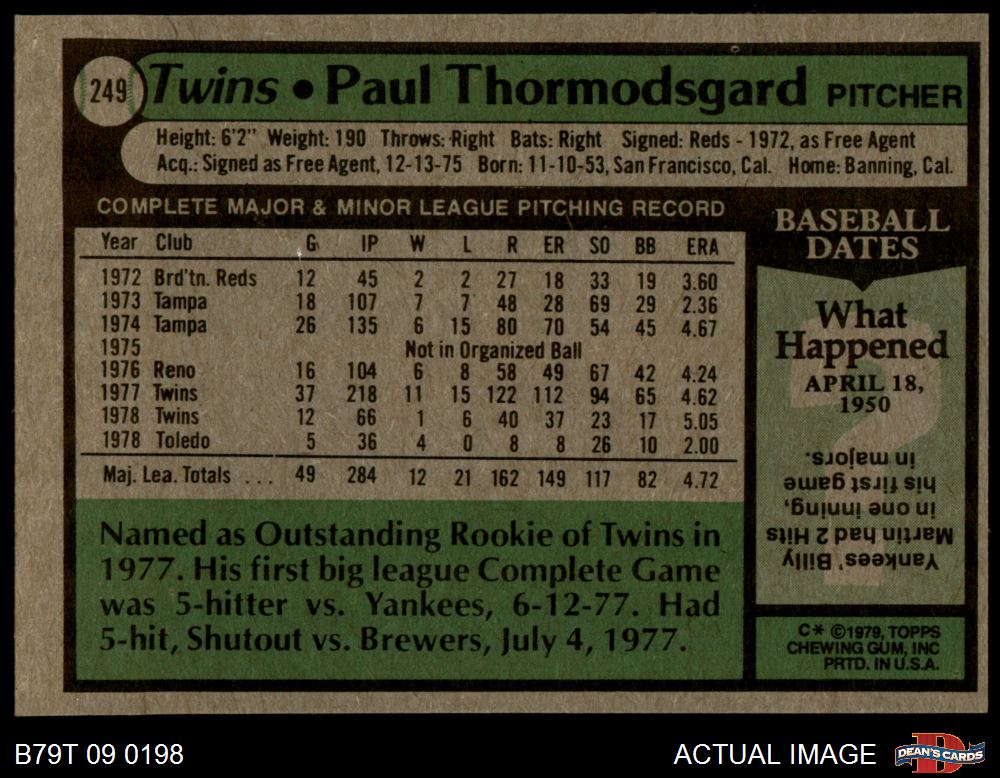 249 Twins • Paul Thormodsgard PITCHER
Height: 6'2" Weight: 190 Throws: Right Bats: Right Signed: Reds - 1972, as Free Agent
Acq.: Signed as Free Agent, 12-13-75 Born: 11-10-53, San Francisco, Cal. Home: Banning, Cal.
COMPLETE MAJOR & MINOR LEAGUE PITCHING RECORD
Year Club G IP W L R ER SO BB ERA
1972 Brd'tn. Reds 12 45 2 2 27 18 33 19 3.60
1973 Tampa 18 107 7 7 48 28 69 29 2.36
1974 Tampa 26 135 6 15 80 70 54 45 4.67
1975 Not in Organized Ball
1976 Reno 16 104 6 8 58 49 67 42 4.24
1977 Twins 37 218 11 15 122 112 94 65 4.62
1978 Twins 12 66 1 6 40 37 23 17 5.05
1978 Toledo 5 36 4 0 8 8 26 10 2.00
Maj. Lea. Totals ... 49 284 12 21 162 149 117 82 4.72
Named as Outstanding Rookie of Twins in
1977. His first big league Complete Game
was 5-hitter vs. Yankees, 6-12-77. Had
5-hit, Shutout vs. Brewers, July 4, 1977.
BASEBALL
DATES
What
Happened
APRIL 18,
1950
?
Yankees' Billy
Martin had 2 Hits
in one inning,
his first game
in majors.
C* ©1979, TOPPS
CHEWING GUM, INC
PRTD. IN U.S.A.
B79T 09 0198
ACTUAL IMAGE
D
DEAN'S CARDS